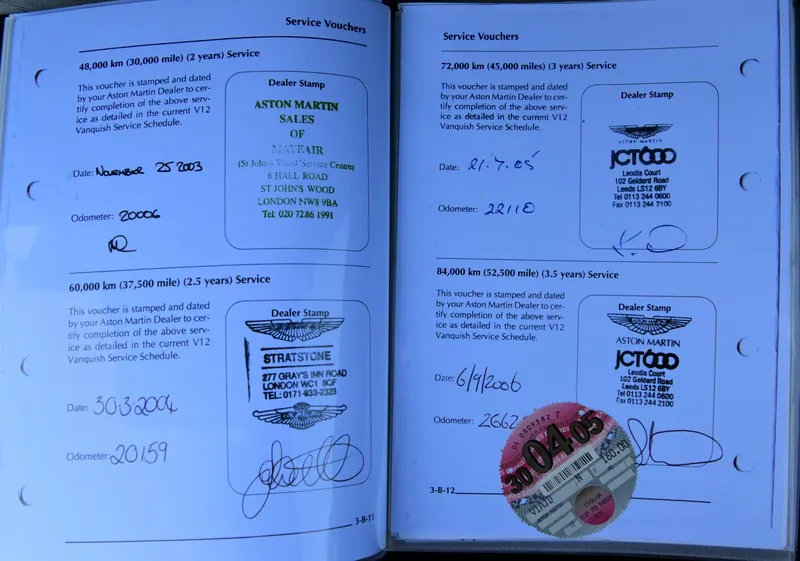 Service Vouchers
48,000 km (30,000 mile) (2 years) Service
This voucher is stamped and dated
by your Aston Martin Dealer to cer-
tify completion of the above serv-
ice as detailed in the current V12
Vanquish Service Schedule.
Date: NOVEMBER 25 2003
Odometer: 20006
Dealer Stamp
ASTON MARTIN
SALES
OF
MAYFAIR
(St John's Wood Service Centre)
6 HALL ROAD
ST JOHN'S WOOD
LONDON NW8 9BA
Tel: 020 7286 1991
60,000 km (37,500 mile) (2.5 years) Service
This voucher is stamped and dated
by your Aston Martin Dealer to cer-
tify completion of the above serv-
ice as detailed in the current V12
Vanquish Service Schedule.
Date: 30.3.2004
Odometer: 20159
Dealer Stamp
STRATSTONE
277 GRAY'S INN ROAD
LONDON WC1 8QF
TEL: 0171-833-2323
3-B-11
Service Vouchers
72,000 km (45,000 miles) (3 years) Service
This voucher is stamped and dated
by your Aston Martin Dealer to cer-
tify completion of the above serv-
ice as detailed in the current V12
Vanquish Service Schedule.
Date: 21.7.05
Odometer: 22110
Dealer Stamp
ASTON MARTIN
JCT600
Leodis Court
102 Gelderd Road
Leeds LS12 6BY
Tel 0113 244 0600
Fax 0113 244 2100
84,000 km (52,500 mile) (3.5 years) Service
This voucher is stamped and dated
by your Aston Martin Dealer to cer-
tify completion of the above serv-
ice as detailed in the current V12
Vanquish Service Schedule.
Date: 6/9/2006
Odometer: 2662
Dealer Stamp
ASTON MARTIN
JCT600
Leodis Court
102 Gelderd Road
Leeds LS12 6BY
Tel 0113 244 0600
Fax 0113 244 2100
3-B-12
04 0809382 7
30 04 05
160.00